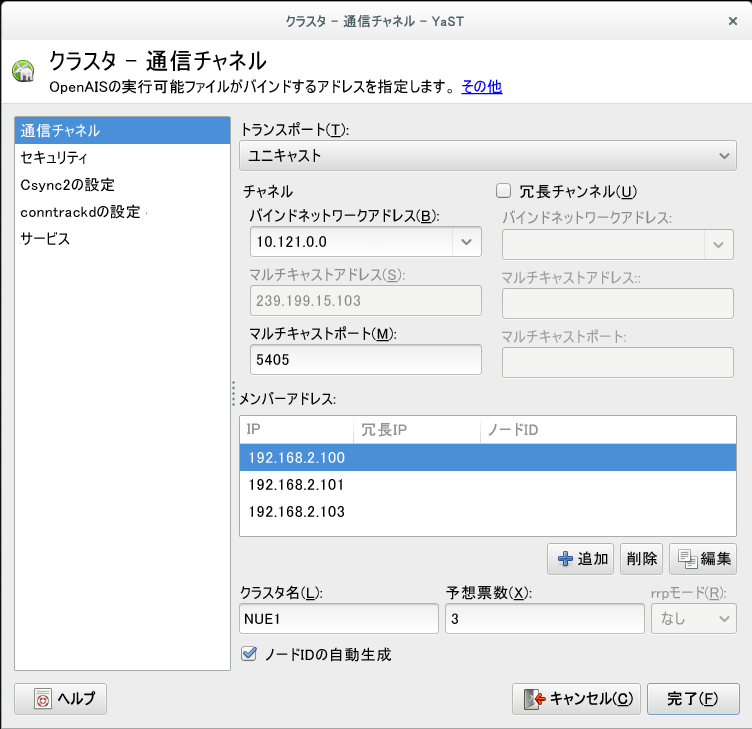 クラスタ – 通信チャネル – YaST
クラスタ – 通信チャネル
OpenAISの実行可能ファイルがバインドするアドレスを指定します。 その他
通信チャネル
セキュリティ
Csync2の設定
conntrackdの設定
サービス
トランスポート(T):
ユニキャスト
チャネル
バインドネットワークアドレス(B):
10.121.0.0
マルチキャストアドレス(S):
239.199.15.103
マルチキャストポート(M):
5405
冗長チャンネル(U)
バインドネットワークアドレス:
マルチキャストアドレス::
マルチキャストポート:
メンバーアドレス:
IP 冗長IP ノードID
192.168.2.100
192.168.2.101
192.168.2.103
追加 削除 編集
クラスタ名(L): 予想票数(X): rrpモード(R):
NUE1 3 なし
ノードIDの自動生成
ヘルプ キャンセル(C) 完了(F)